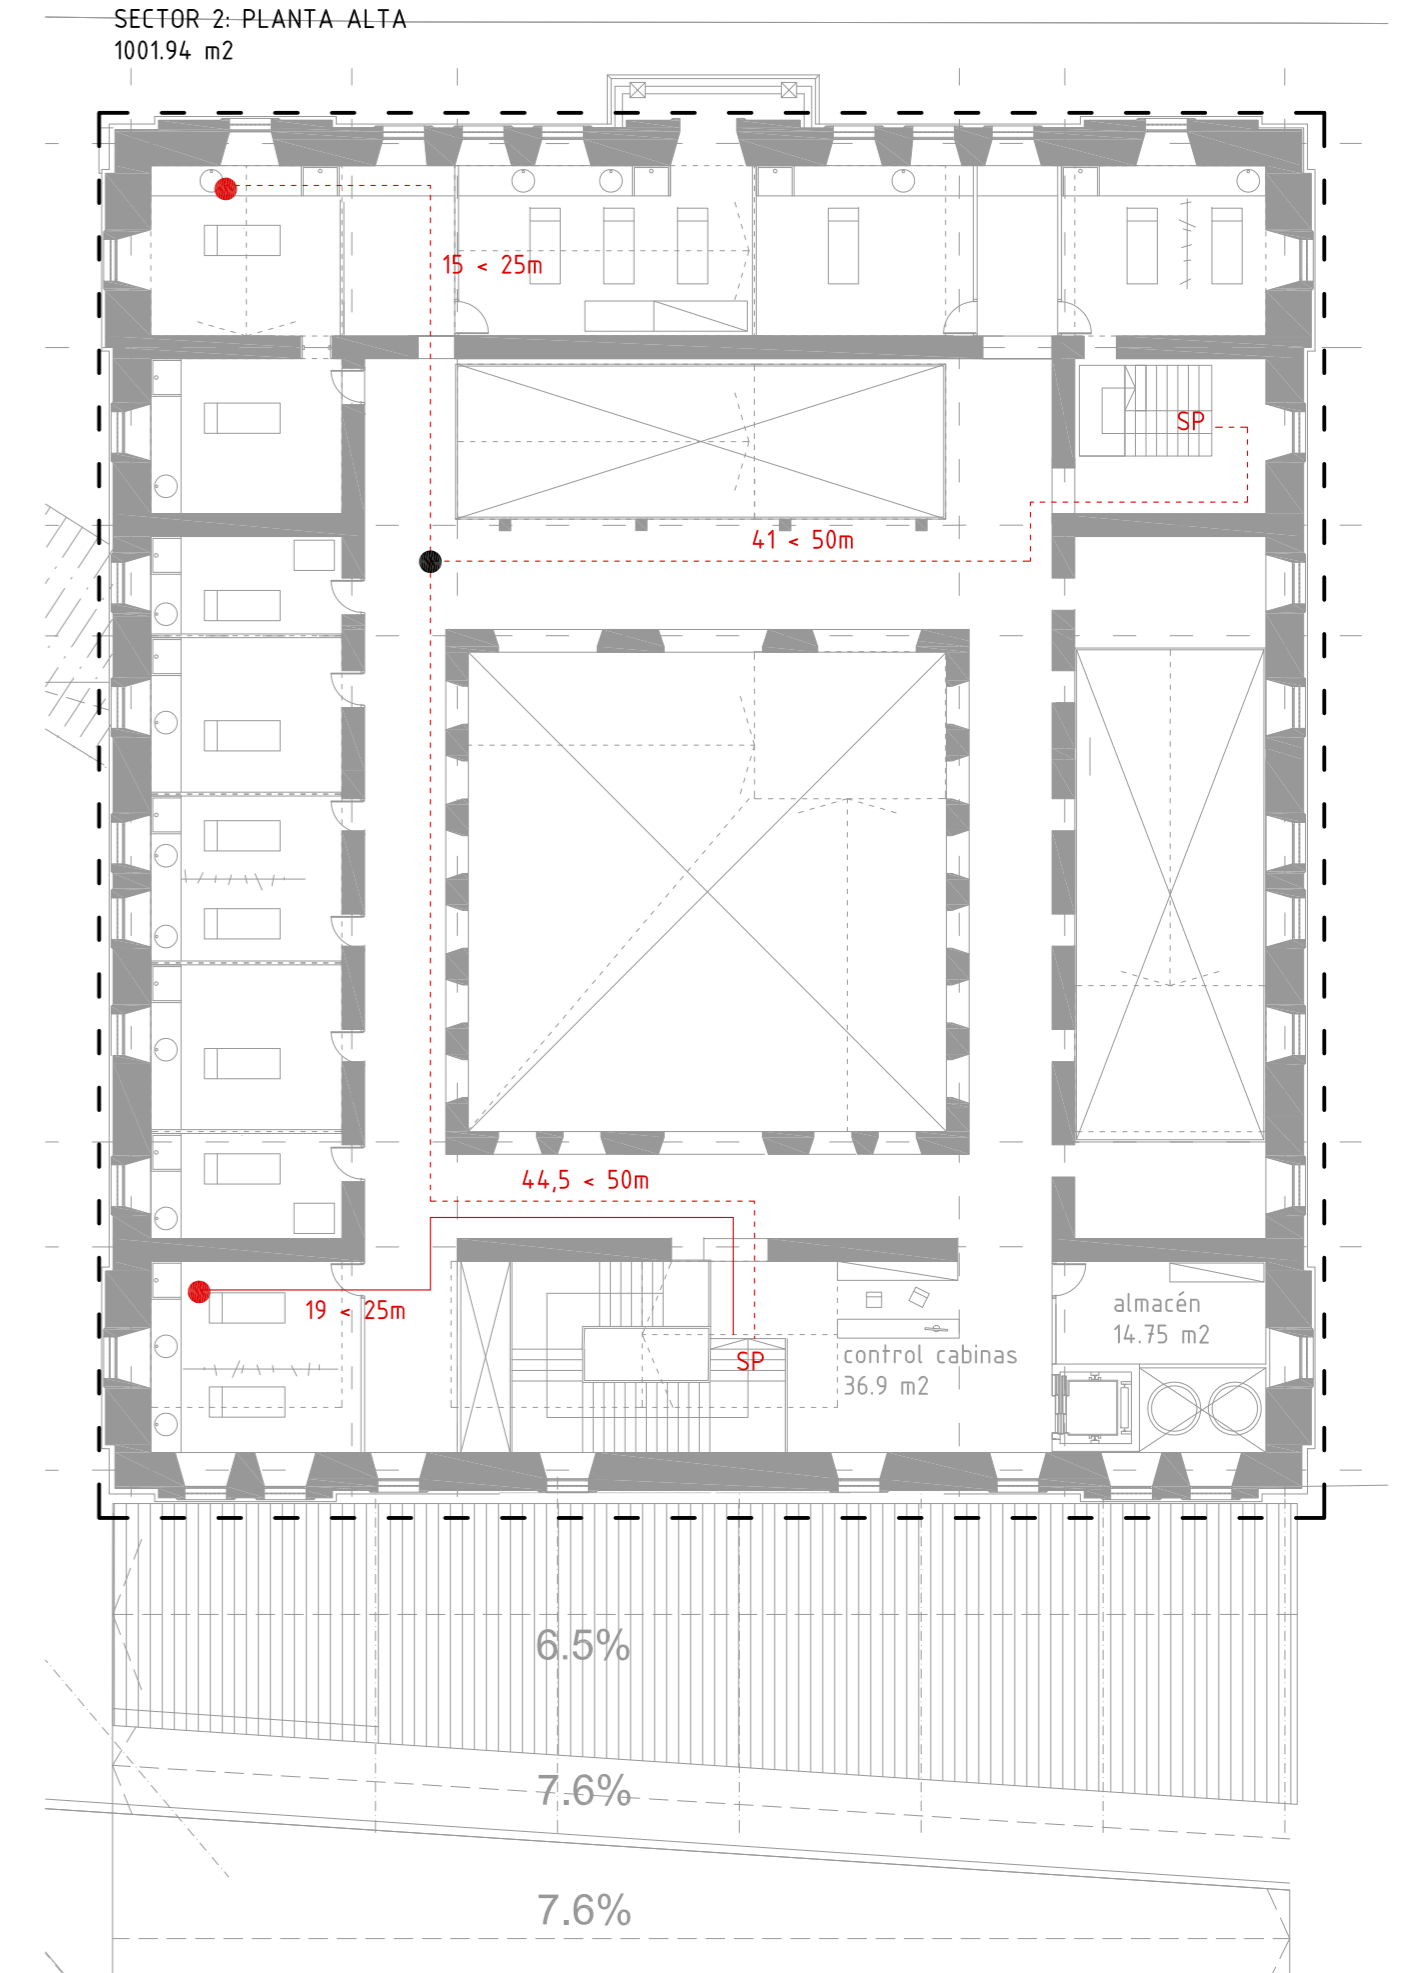 SECTOR 2: PLANTA ALTA
1001.94 m2
15 < 25m
SP
41 < 50m
44,5 < 50m
19 < 25m
SP
almacén
14.75 m2
control cabinas
36.9 m2
6.5%
7.6%
7.6%